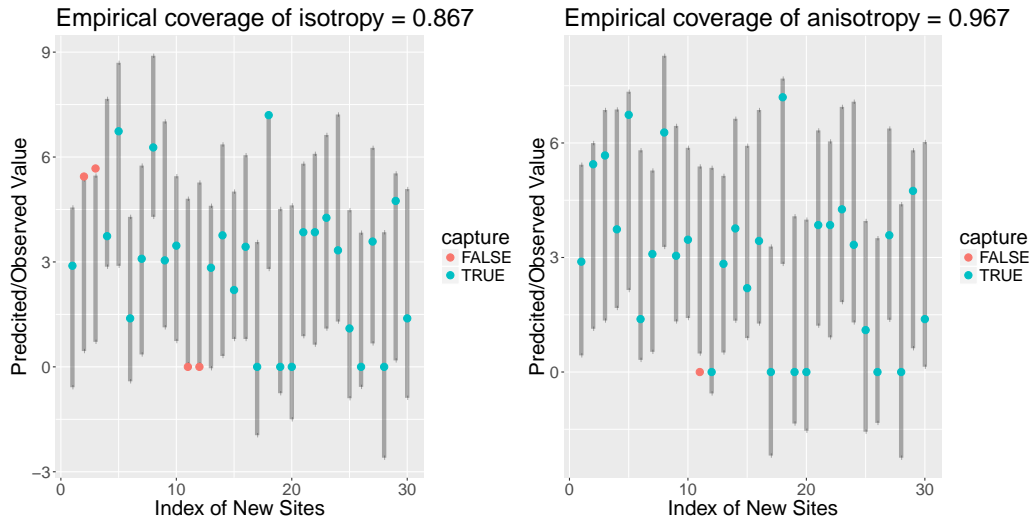 Empirical coverage of isotropy = 0.867
Predcited/Observed Value
9
6
3
0
−3
0
10
20
30
Index of New Sites
capture
FALSE
TRUE
Empirical coverage of anisotropy = 0.967
Predcited/Observed Value
6
3
0
0
10
20
30
Index of New Sites
capture
FALSE
TRUE